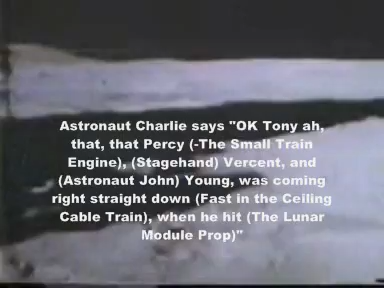 Astronaut Charlie says "OK Tony ah,
that, that Percy (-The Small Train
Engine), (Stagehand) Vercent, and
(Astronaut John) Young, was coming
right straight down (Fast in the Ceiling
Cable Train), when he hit (The Lunar
Module Prop)"